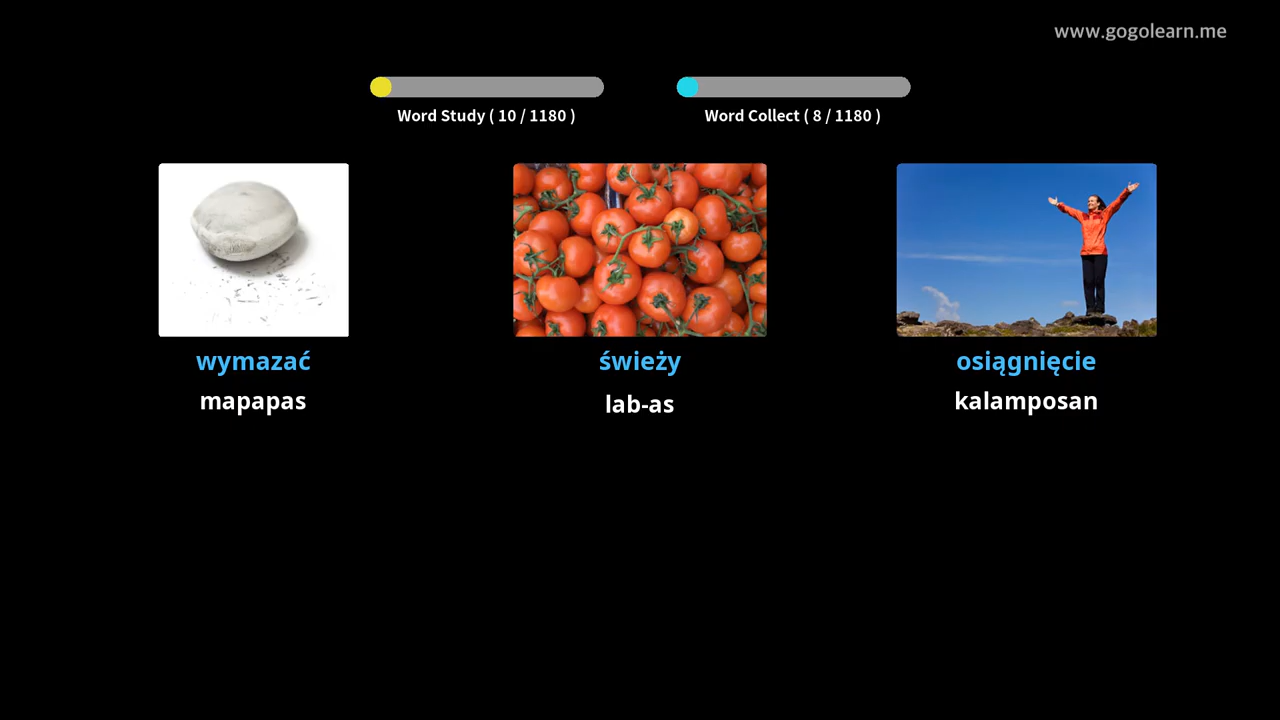 www.gogolearn.me
Word Study ( 10 / 1180 )
Word Collect ( 8 / 1180 )
wymazać
świeży
osiągnięcie
mapapas
lab-as
kalamposan